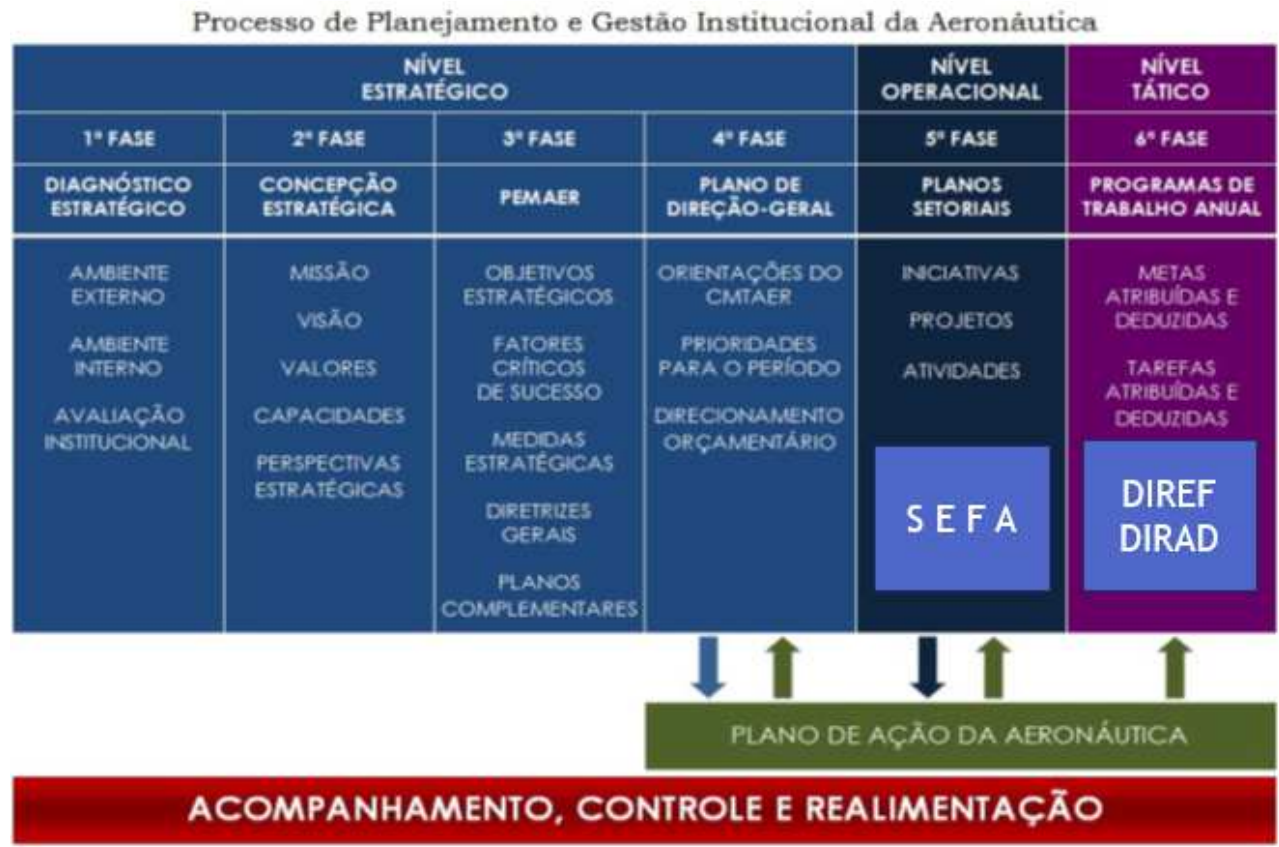 Processo de Planejamento e Gestão Institucional da Aeronáutica
NÍVEL
ESTRATÉGICO
NÍVEL
OPERACIONAL
NÍVEL
TÁTICO
1ª FASE
2ª FASE
3ª FASE
4ª FASE
5ª FASE
6ª FASE
DIAGNÓSTICO
ESTRATÉGICO
CONCEPÇÃO
ESTRATÉGICA
PEMAER
PLANO DE
DIREÇÃO-GERAL
PLANOS
SETORIAIS
PROGRAMAS DE
TRABALHO ANUAL
AMBIENTE
EXTERNO
AMBIENTE
INTERNO
AVALIAÇÃO
INSTITUCIONAL
MISSÃO
VISÃO
VALORES
CAPACIDADES
PERSPECTIVAS
ESTRATÉGICAS
OBJETIVOS
ESTRATÉGICOS
FATORES
CRÍTICOS
DE SUCESSO
MEDIDAS
ESTRATÉGICAS
DIRETRIZES
GERAIS
PLANOS
COMPLEMENTARES
ORIENTAÇÕES DO
CMTAER
PRIORIDADES
PARA O PERÍODO
DIRECIONAMENTO
ORÇAMENTÁRIO
INICIATIVAS
PROJETOS
ATIVIDADES
S E F A
METAS
ATRIBUÍDAS E
DEDUZIDAS
TAREFAS
ATRIBUÍDAS E
DEDUZIDAS
DIREF
DIRAD
PLANO DE AÇÃO DA AERONÁUTICA
ACOMPANHAMENTO, CONTROLE E REALIMENTAÇÃO